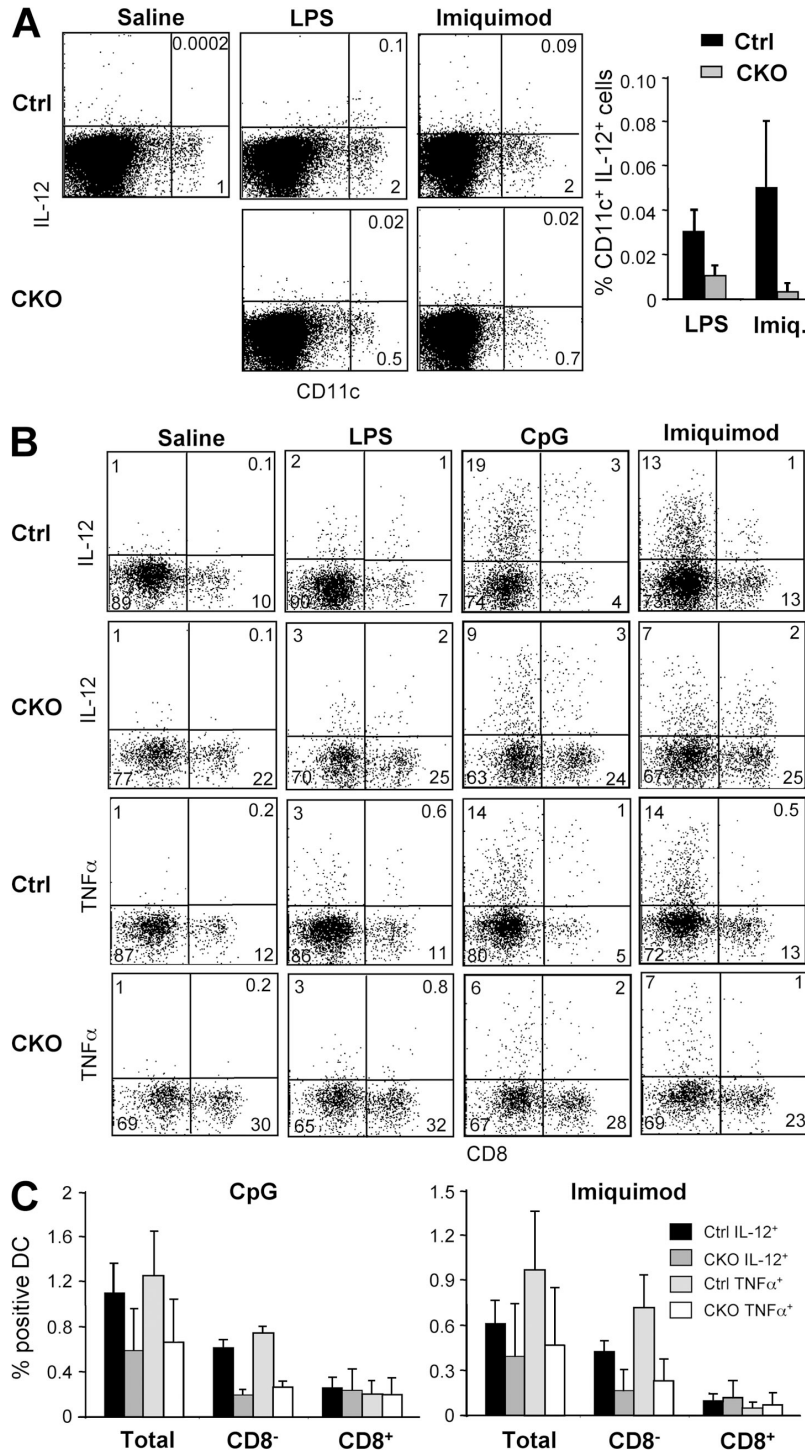 A
Saline LPS Imiquimod
Ctrl
CKO
IL-12
0.0002
1
0.1
2
0.09
2
0.02
0.5
0.02
0.7
CD11c
Ctrl
CKO
% CD11c+ IL-12+ cells
0.10
0.08
0.06
0.04
0.02
0
LPS Imiq.
B
Saline LPS CpG Imiquimod
Ctrl IL-12
1 0.1 2 1 19 3 13 1
89 10 90 7 74 4 73 13
CKO IL-12
1 0.1 3 2 9 3 7 2
77 22 70 25 63 24 67 25
Ctrl TNFα
1 0.2 3 0.6 14 1 14 0.5
87 12 86 11 80 5 72 13
CKO TNFα
1 0.2 3 0.8 6 2 7 1
69 30 65 32 67 28 69 23
CD8
C
CpG
% positive DC
2
1.6
1.2
0.8
0.4
0
Total CD8- CD8+
Imiquimod
1.5
1.2
0.9
0.6
0.3
0
Total CD8- CD8+
Ctrl IL-12+
CKO IL-12+
Ctrl TNFα+
CKO TNFα+